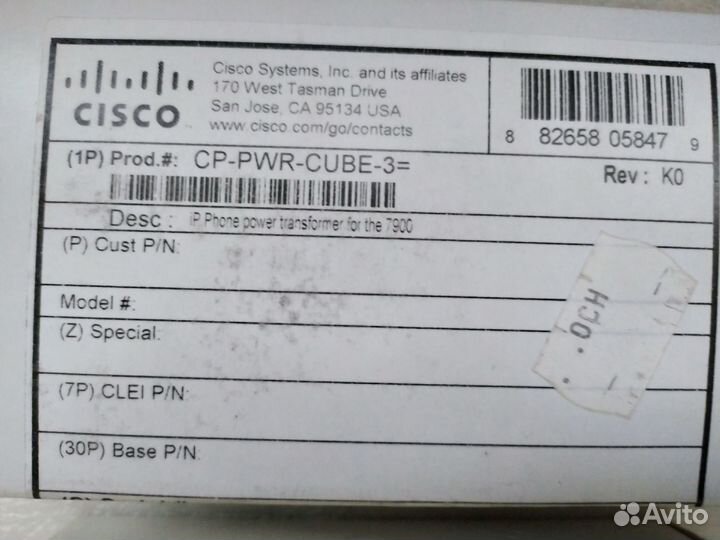 CISCO
Cisco Systems, Inc. and its affiliates
170 West Tasman Drive
San Jose, CA 95134 USA
www.cisco.com/go/contacts
8 82658 05847 9
(1P) Prod.#: CP-PWR-CUBE-3=
Rev: K0
Desc : IP Phone power transformer for the 7900
(P) Cust P/N:
Model #:
(Z) Special:
(7P) CLEI P/N:
(30P) Base P/N:
Avito